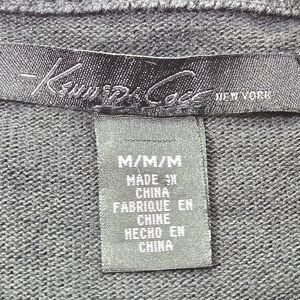 Kenneth Cole NEW YORK
M/M/M
MADE IN
CHINA
FABRIQUE EN
CHINE
HECHO EN
CHINA